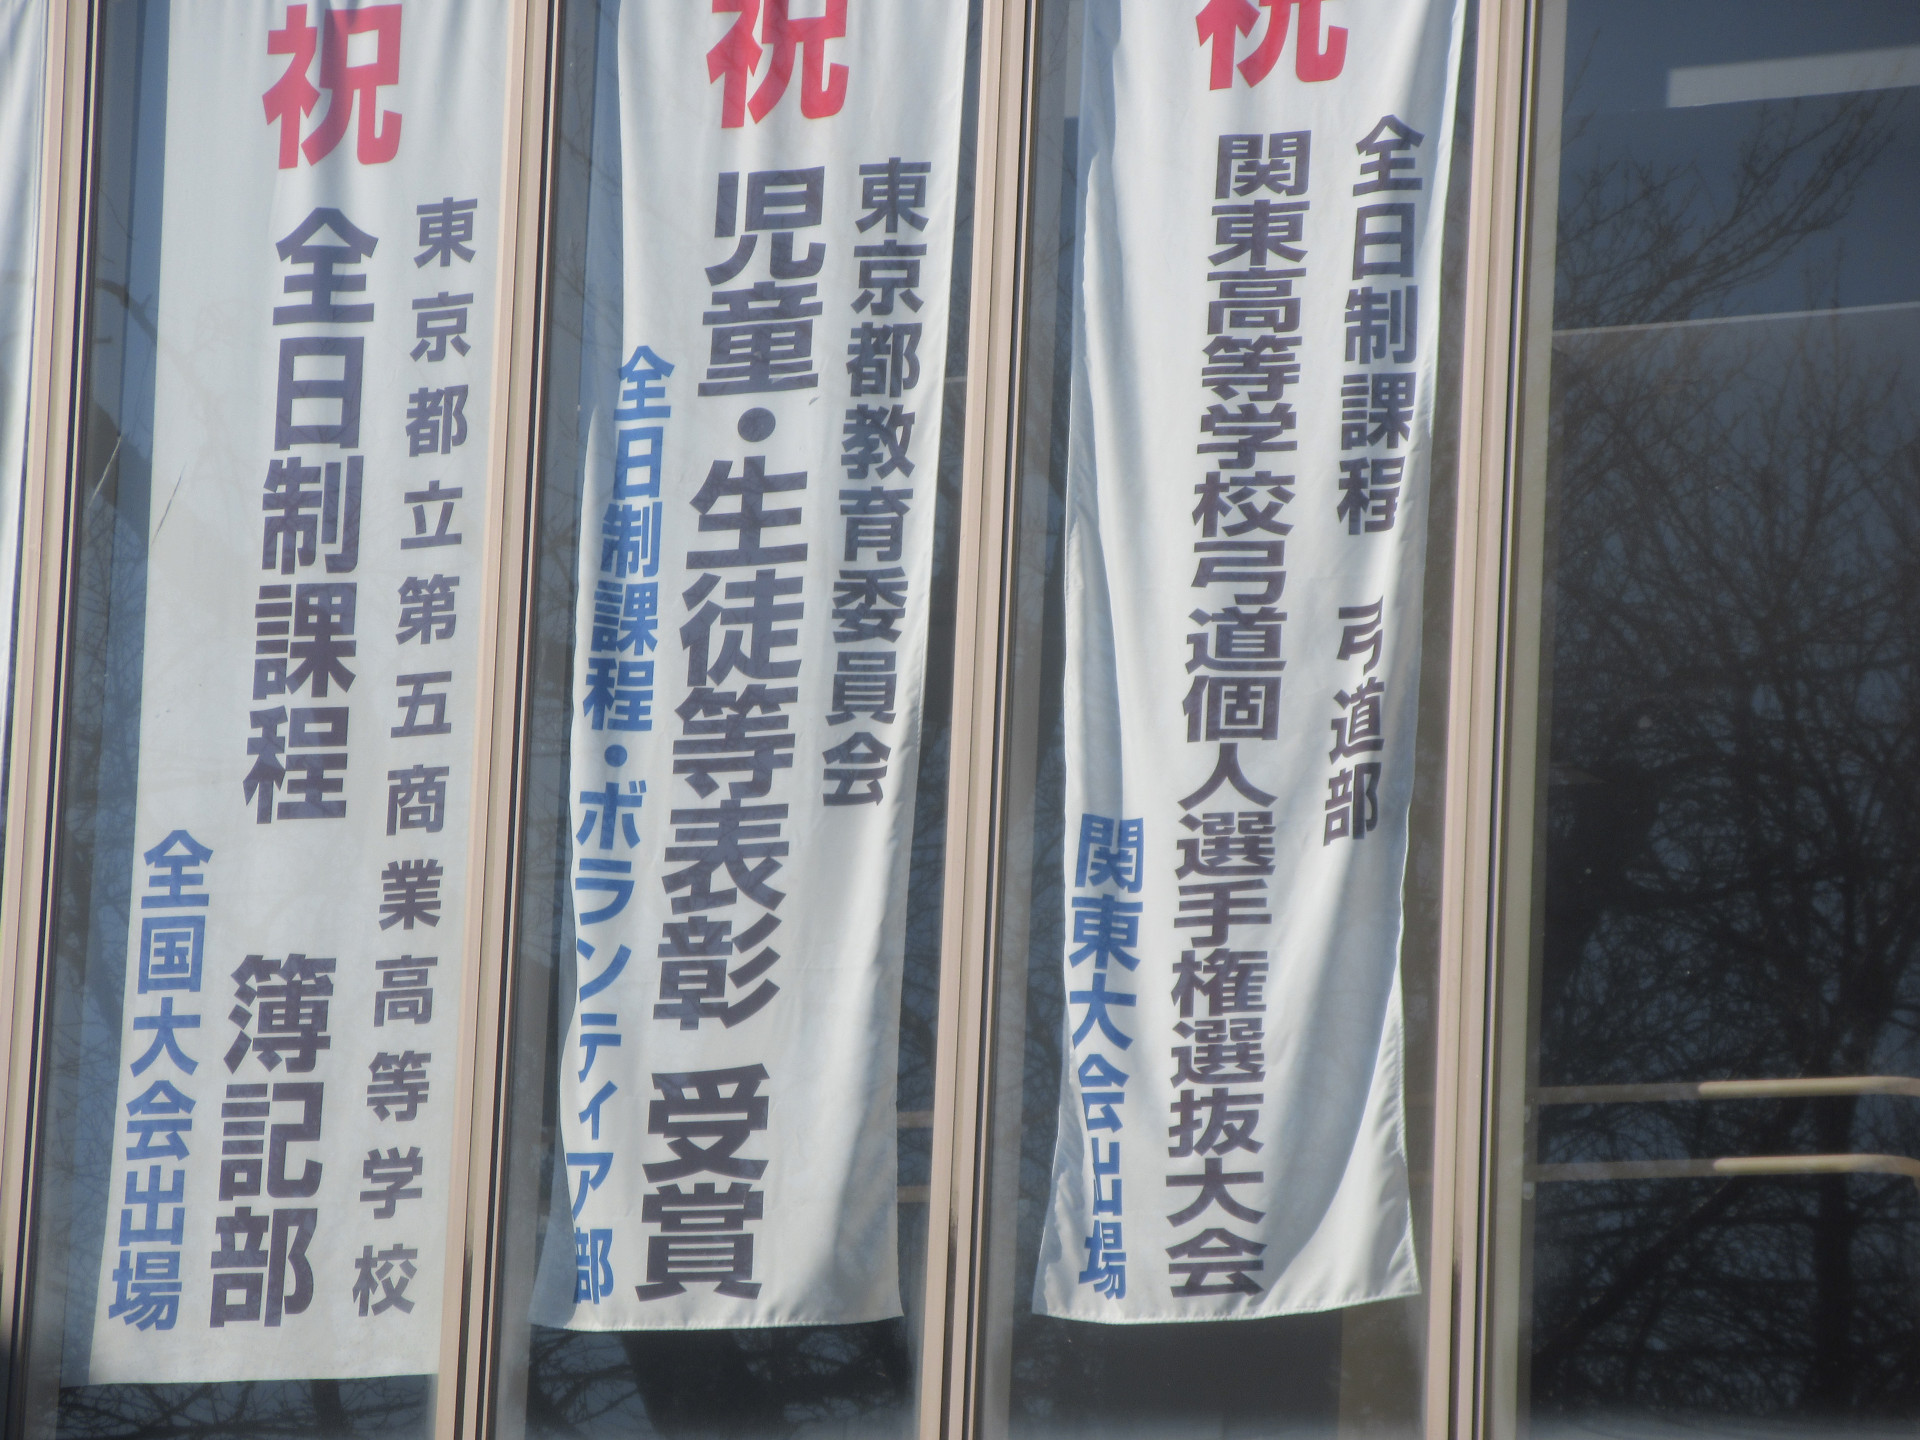 祝
全日制課程 弓道部
関東高等学校弓道個人選手権選抜大会
関東大会出場
祝
東京都教育委員会
児童・生徒等表彰 受賞
全日制課程・ボランティア部
祝
東京都立第五商業高等学校
全日制課程 簿記部
全国大会出場